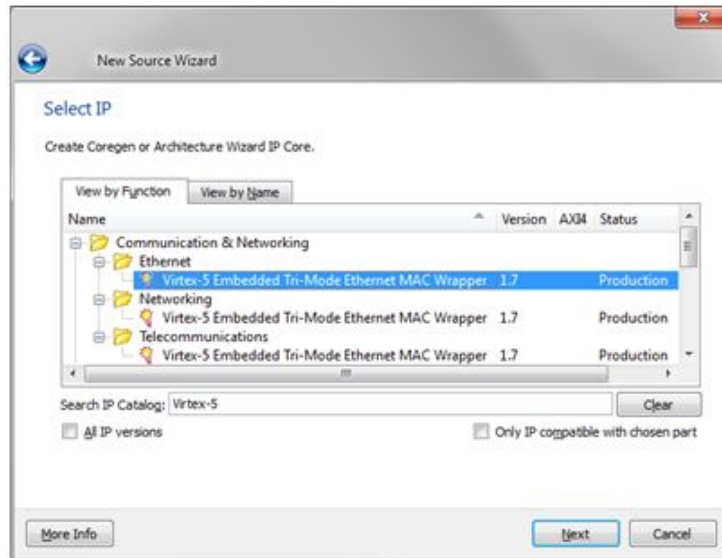 New Source Wizard
Select IP
Create Coregen or Architecture Wizard IP Core.
View by Function View by Name
Name Version AXI4 Status
Communication & Networking
Ethernet
Virtex-5 Embedded Tri-Mode Ethernet MAC Wrapper 1.7 Production
Networking
Virtex-5 Embedded Tri-Mode Ethernet MAC Wrapper 1.7 Production
Telecommunications
Virtex-5 Embedded Tri-Mode Ethernet MAC Wrapper 1.7 Production
Search IP Catalog: Virtex-5 Clear
All IP versions Only IP compatible with chosen part
More Info Next Cancel